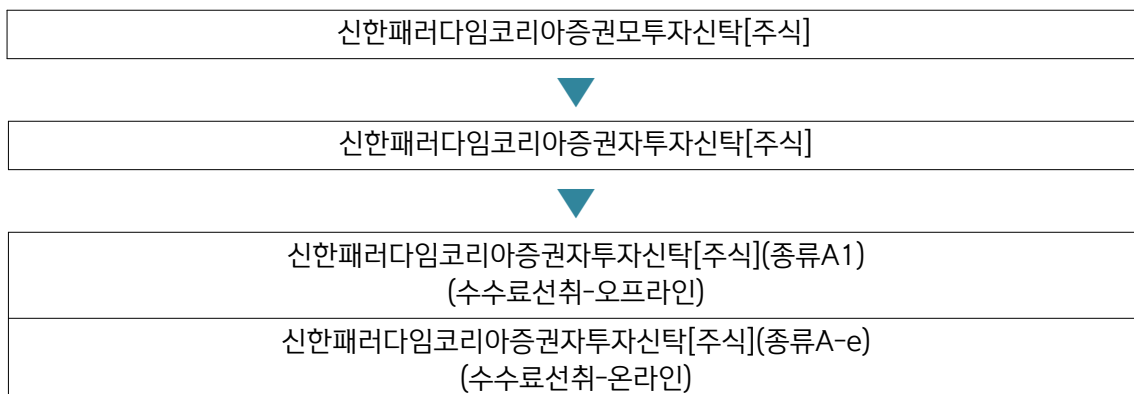 신한패러다임코리아증권모투자신탁[주식]
신한패러다임코리아증권자투자신탁[주식]
신한패러다임코리아증권자투자신탁[주식](종류A1)
(수수료선취-오프라인)
신한패러다임코리아증권자투자신탁[주식](종류A-e)
(수수료선취-온라인)